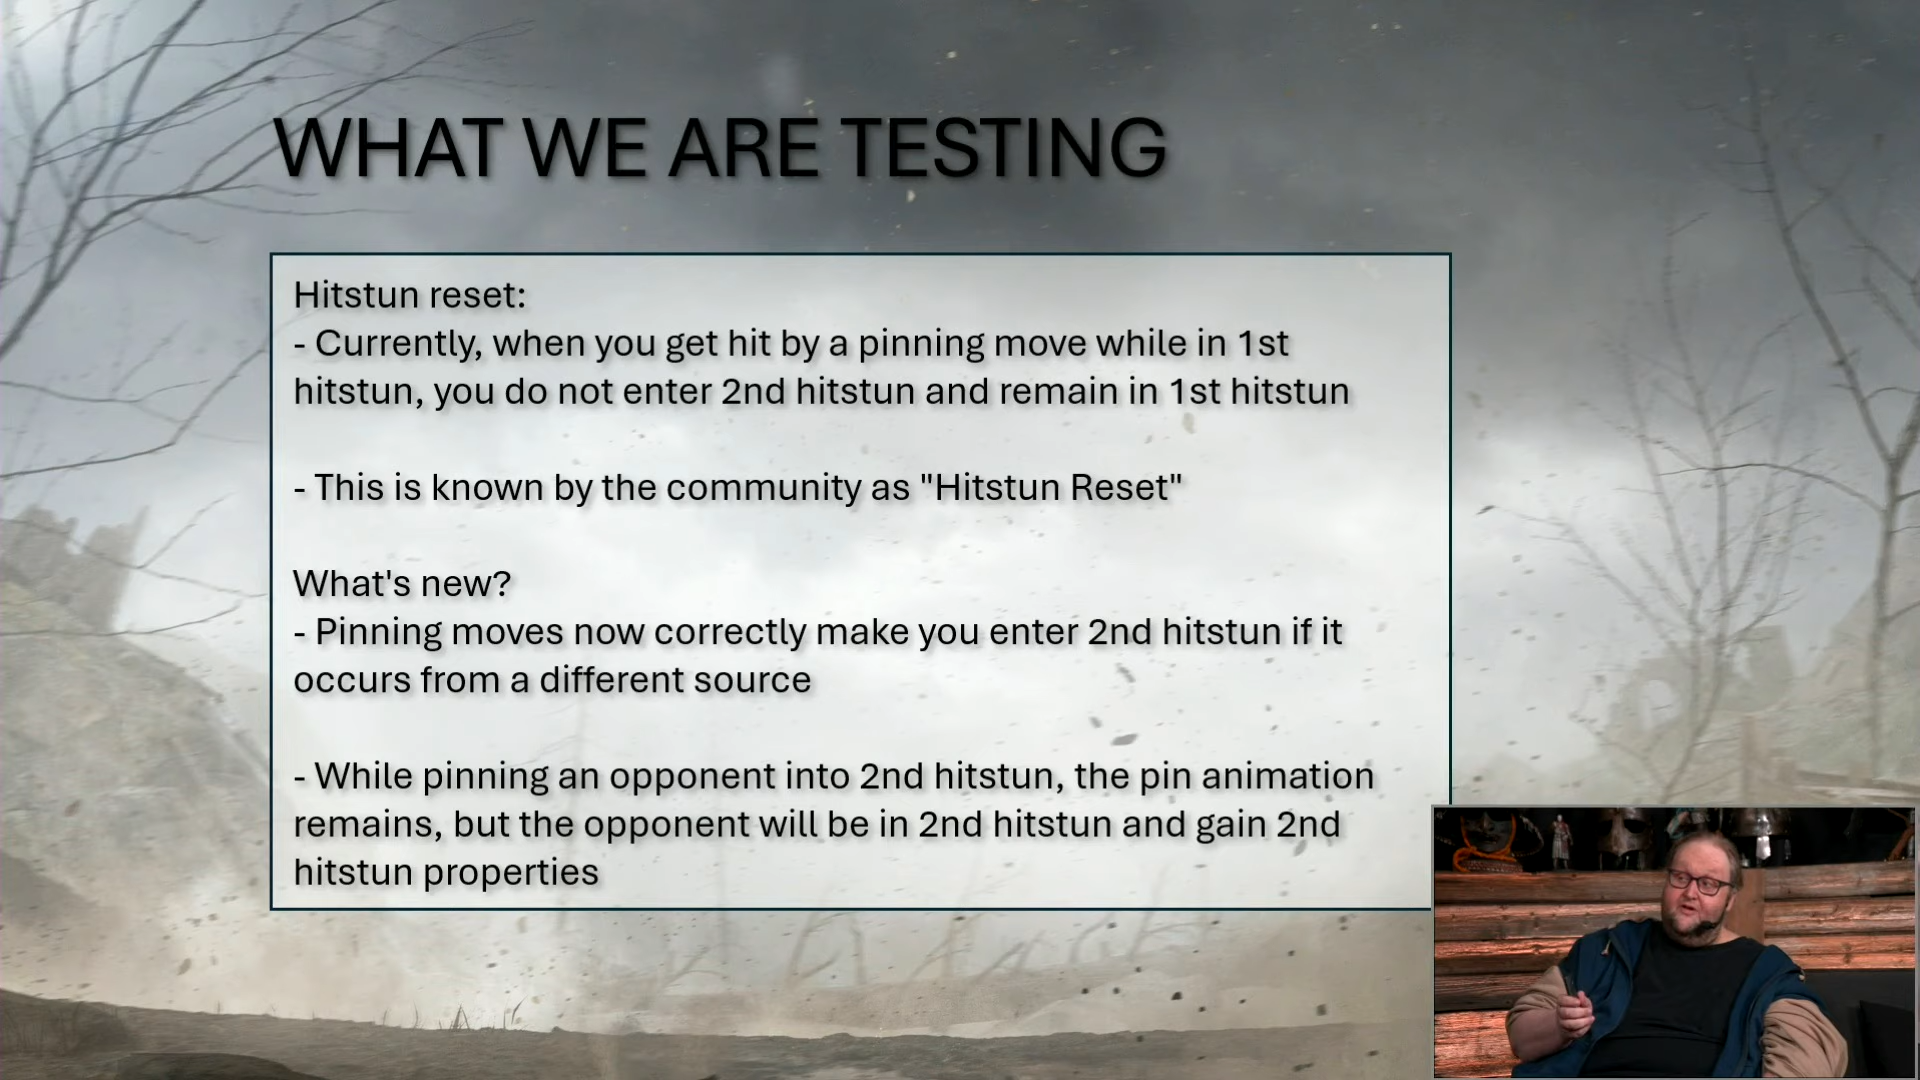 WHAT WE ARE TESTING
Hitstun reset:
- Currently, when you get hit by a pinning move while in 1st
hitstun, you do not enter 2nd hitstun and remain in 1st hitstun
- This is known by the community as "Hitstun Reset"
What's new?
- Pinning moves now correctly make you enter 2nd hitstun if it
occurs from a different source
- While pinning an opponent into 2nd hitstun, the pin animation
remains, but the opponent will be in 2nd hitstun and gain 2nd
hitstun properties